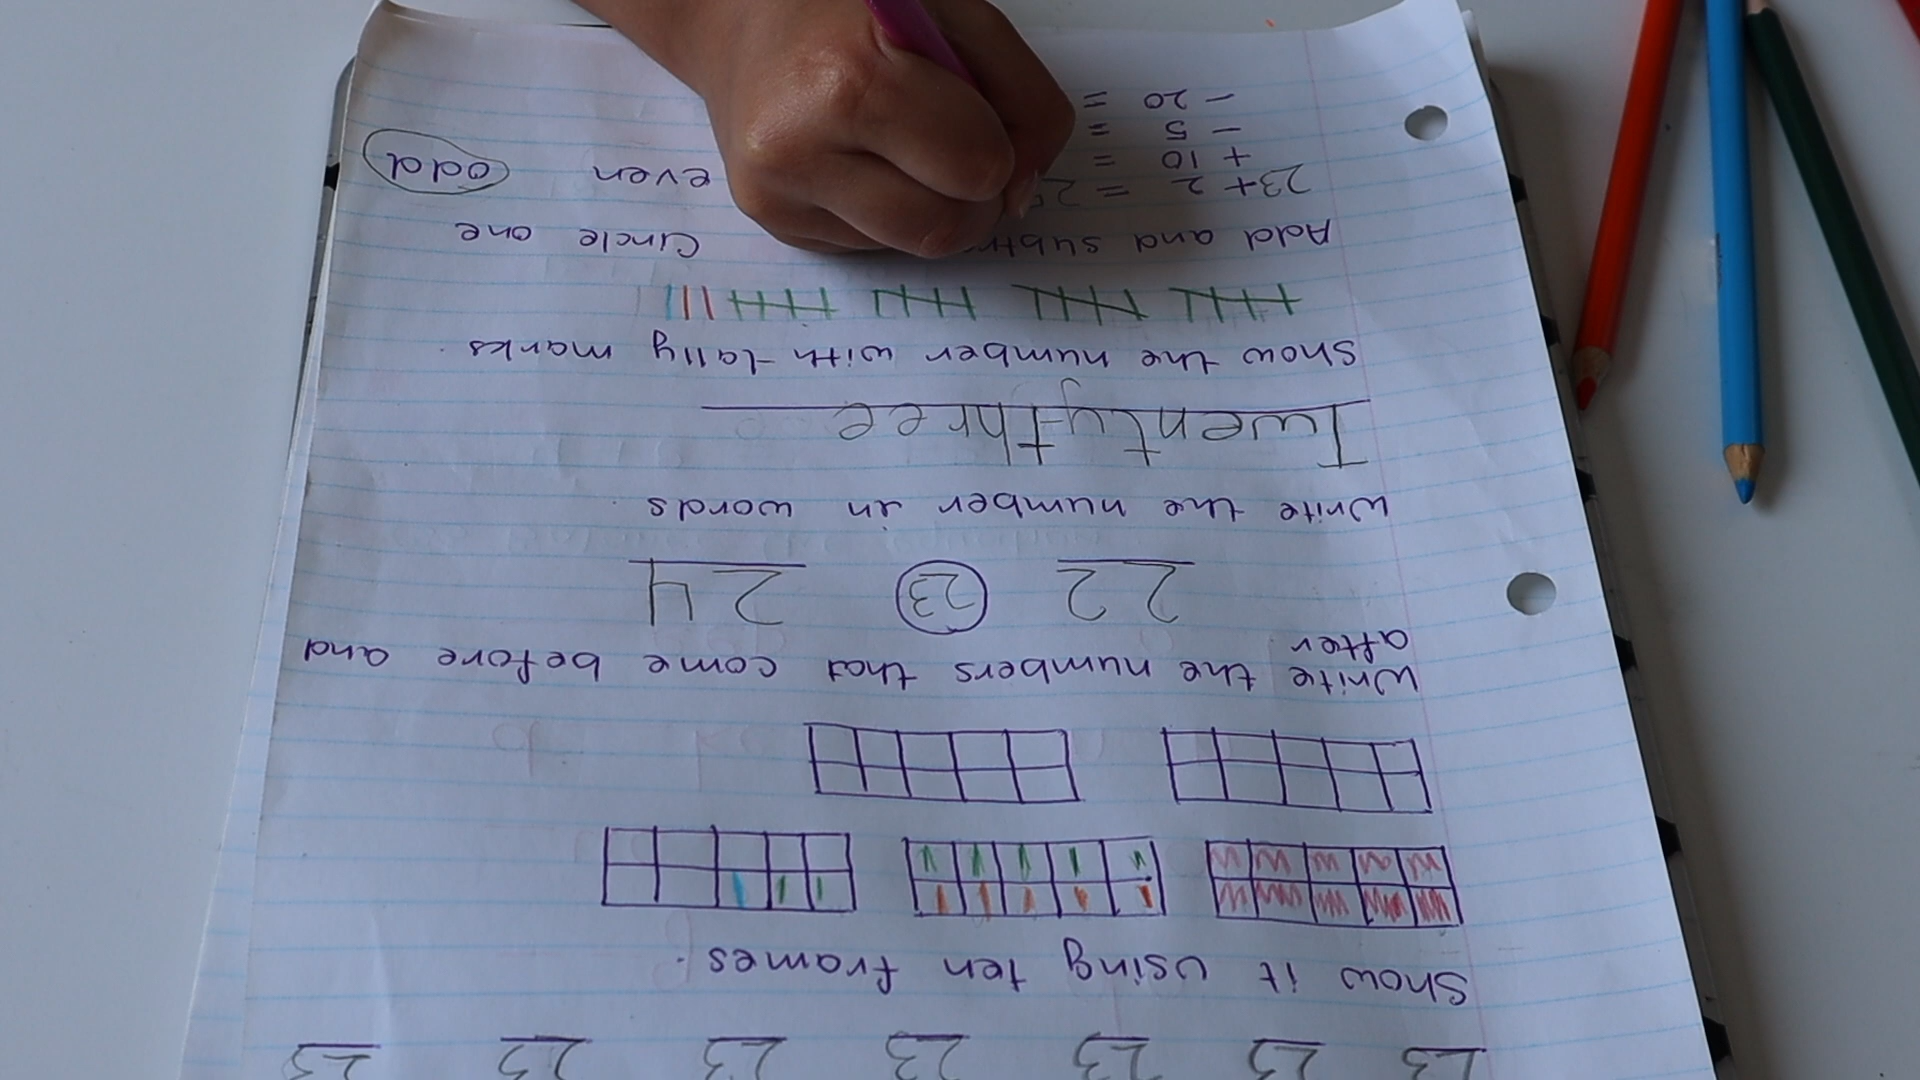 23 23 23 23 23 23 23
Show it using ten frames.
Write the numbers that come before and
after
22 23 24
Write the number in words.
Twenty three
Show the number with tally marks.
Add and Circle one
23 + 2 = 25 even odd
+ 10 =
- 5 =
- 20 =